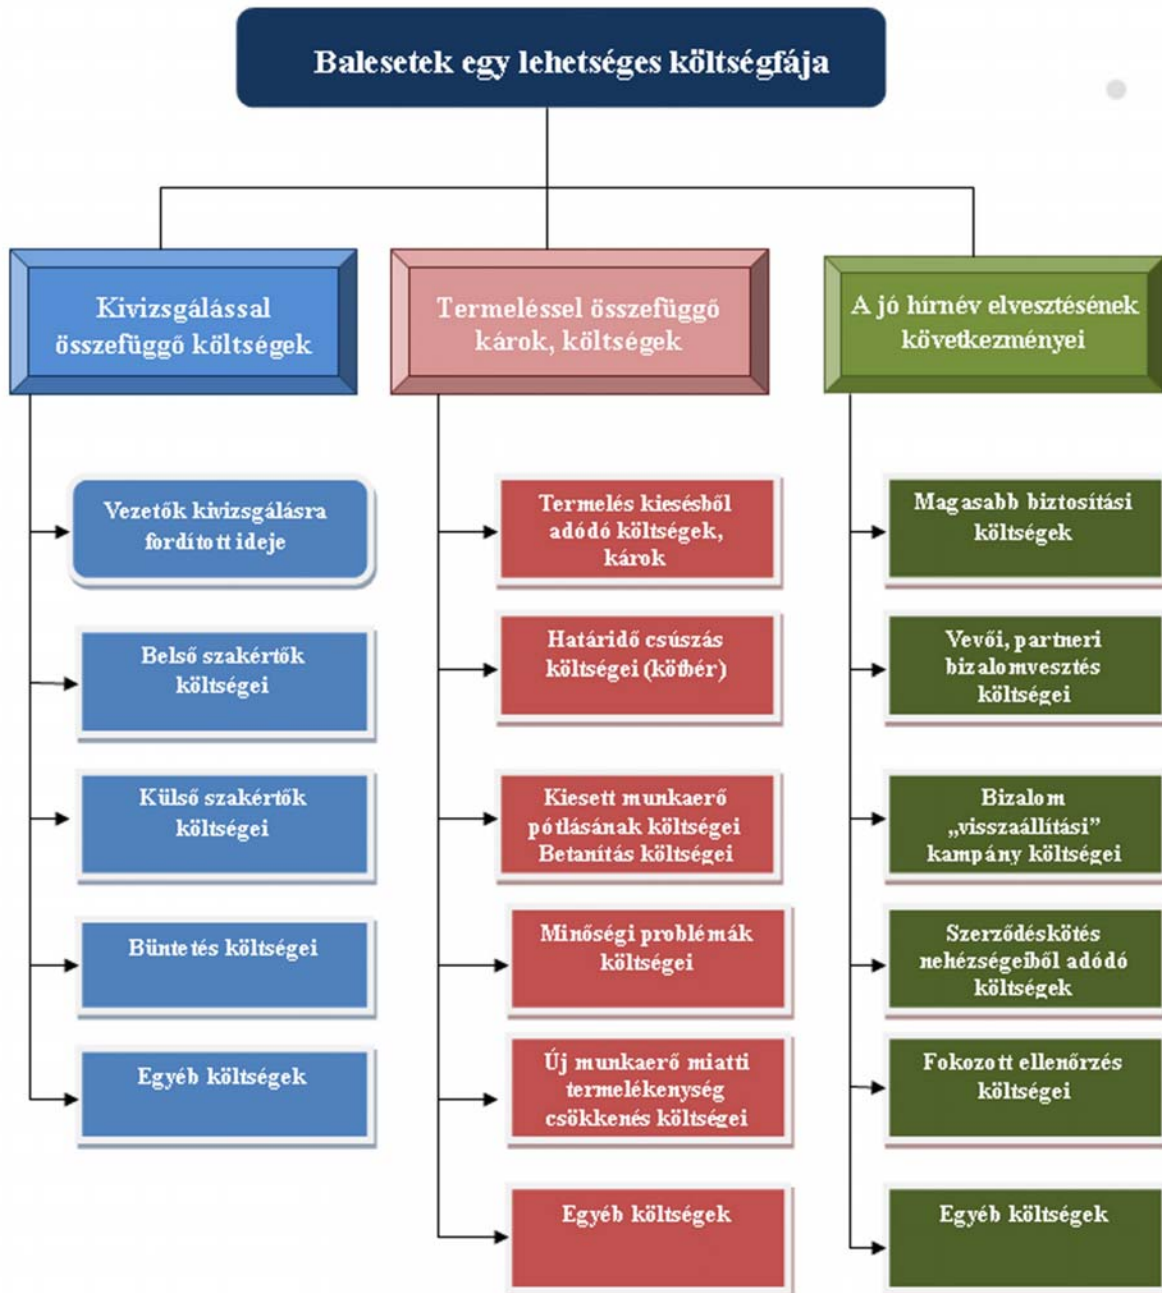 Balesetek egy lehetséges költségfája
Kivizsgálással
összefüggő költségek
Vezetők kivizsgálásra
fordított ideje
Belső szakértők
költségei
Külső szakértők
költségei
Büntetés költségei
Egyéb költségek
Termeléssel összefüggő
károk, költségek
Termelés kiesésből
adódó költségek,
károk
Határidő csúszás
költségei (kötbér)
Kiesett munkaerő
pótlásának költségei
Betanítás költségei
Minőségi problémák
költségei
Új munkaerő miatti
termelékenység
csökkenés költségei
Egyéb költségek
A jó hírnév elvesztésének
következményei
Magasabb biztosítási
költségek
Vevői, partneri
bizalomvesztés
költségei
Bizalom
„visszaállítási”
kampány költségei
Szerződéskötés
nehézségeiből adódó
költségek
Fokozott ellenőrzés
költségei
Egyéb költségek